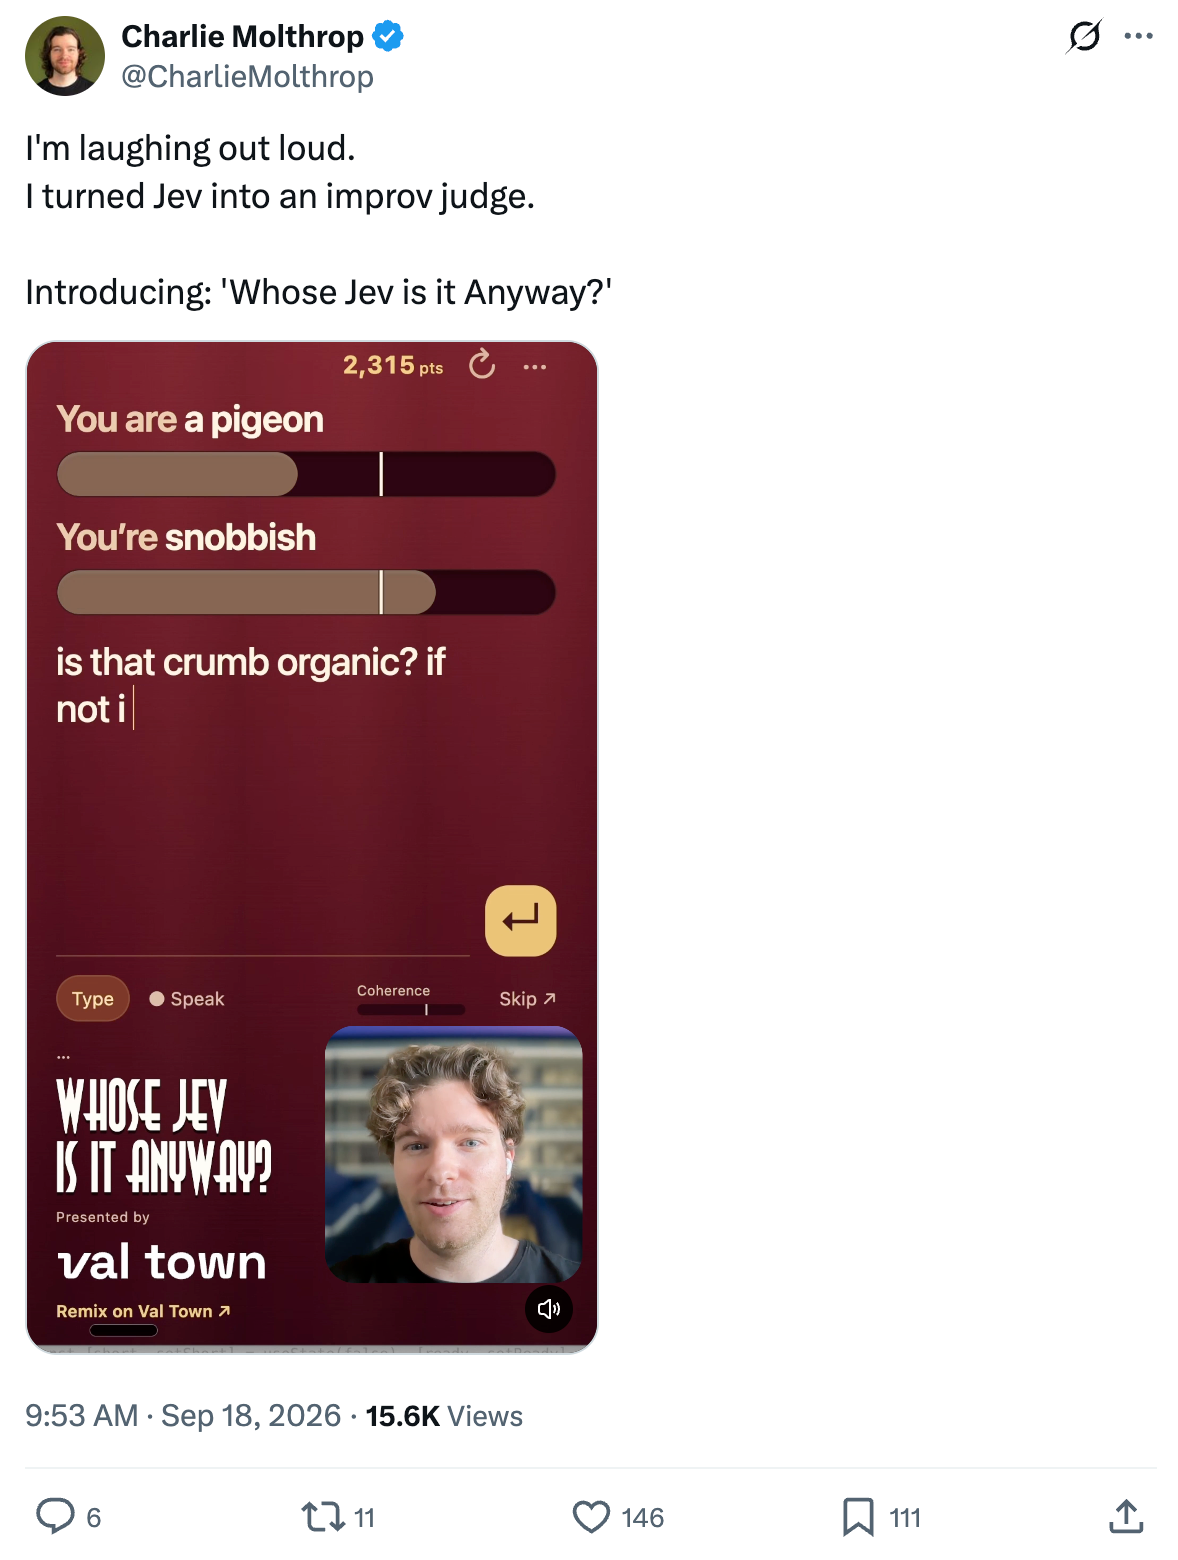 Charlie Molthrop
@CharlieMolthrop
I'm laughing out loud.
I turned Jev into an improv judge.
Introducing: 'Whose Jev is it Anyway?'
2,315 pts
You are a pigeon
You're snobbish
is that crumb organic? if
not i
Type
Speak
Coherence
Skip ↗
...
WHOSE JEV
IS IT ANYWAY?
Presented by
val town
Remix on Val Town ↗
9:53 AM · Sep 18, 2026 · 15.6K Views
6
11
146
111